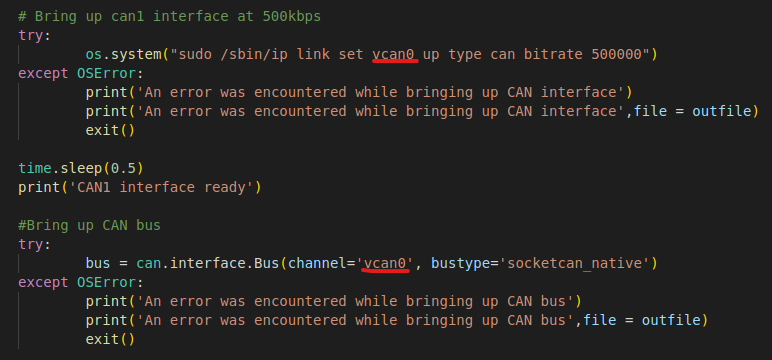 # Bring up can1 interface at 500kbps
try:
        os.system("sudo /sbin/ip link set vcan0 up type can bitrate 500000")
except OSError:
        print('An error was encountered while bringing up CAN interface')
        print('An error was encountered while bringing up CAN interface',file = outfile)
        exit()

time.sleep(0.5)
print('CAN1 interface ready')

#Bring up CAN bus
try:
        bus = can.interface.Bus(channel='vcan0', bustype='socketcan_native')
except OSError:
        print('An error was encountered while bringing up CAN bus')
        print('An error was encountered while bringing up CAN bus',file = outfile)
        exit()